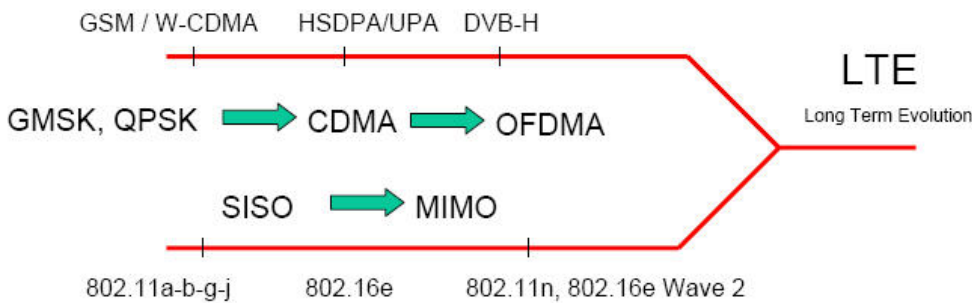 GSM / W-CDMA HSDPA/UPA DVB-H
LTE
Long Term Evolution
GMSK, QPSK CDMA OFDMA
SISO MIMO
802.11a-b-g-j 802.16e 802.11n, 802.16e Wave 2